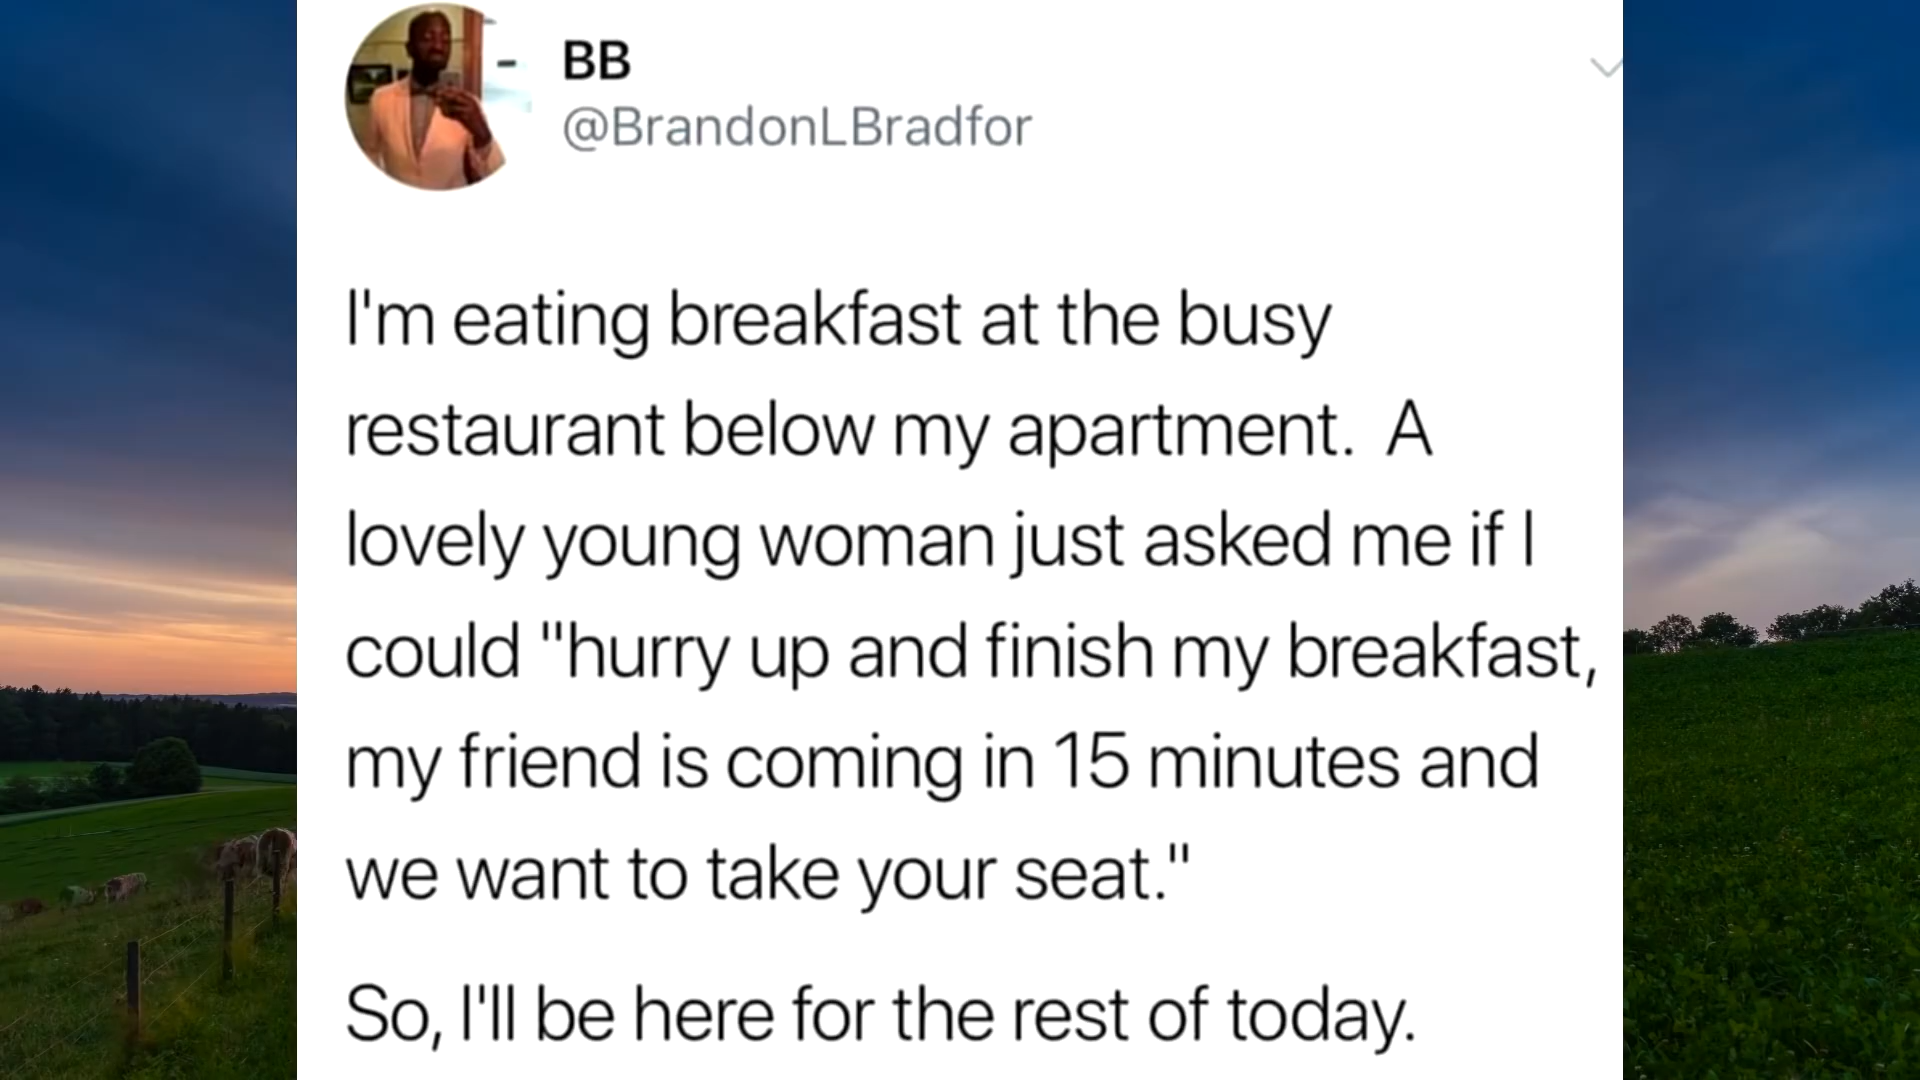 BB
@BrandonLBradfor
I'm eating breakfast at the busy
restaurant below my apartment.  A
lovely young woman just asked me if I
could "hurry up and finish my breakfast,
my friend is coming in 15 minutes and
we want to take your seat."
So, I'll be here for the rest of today.